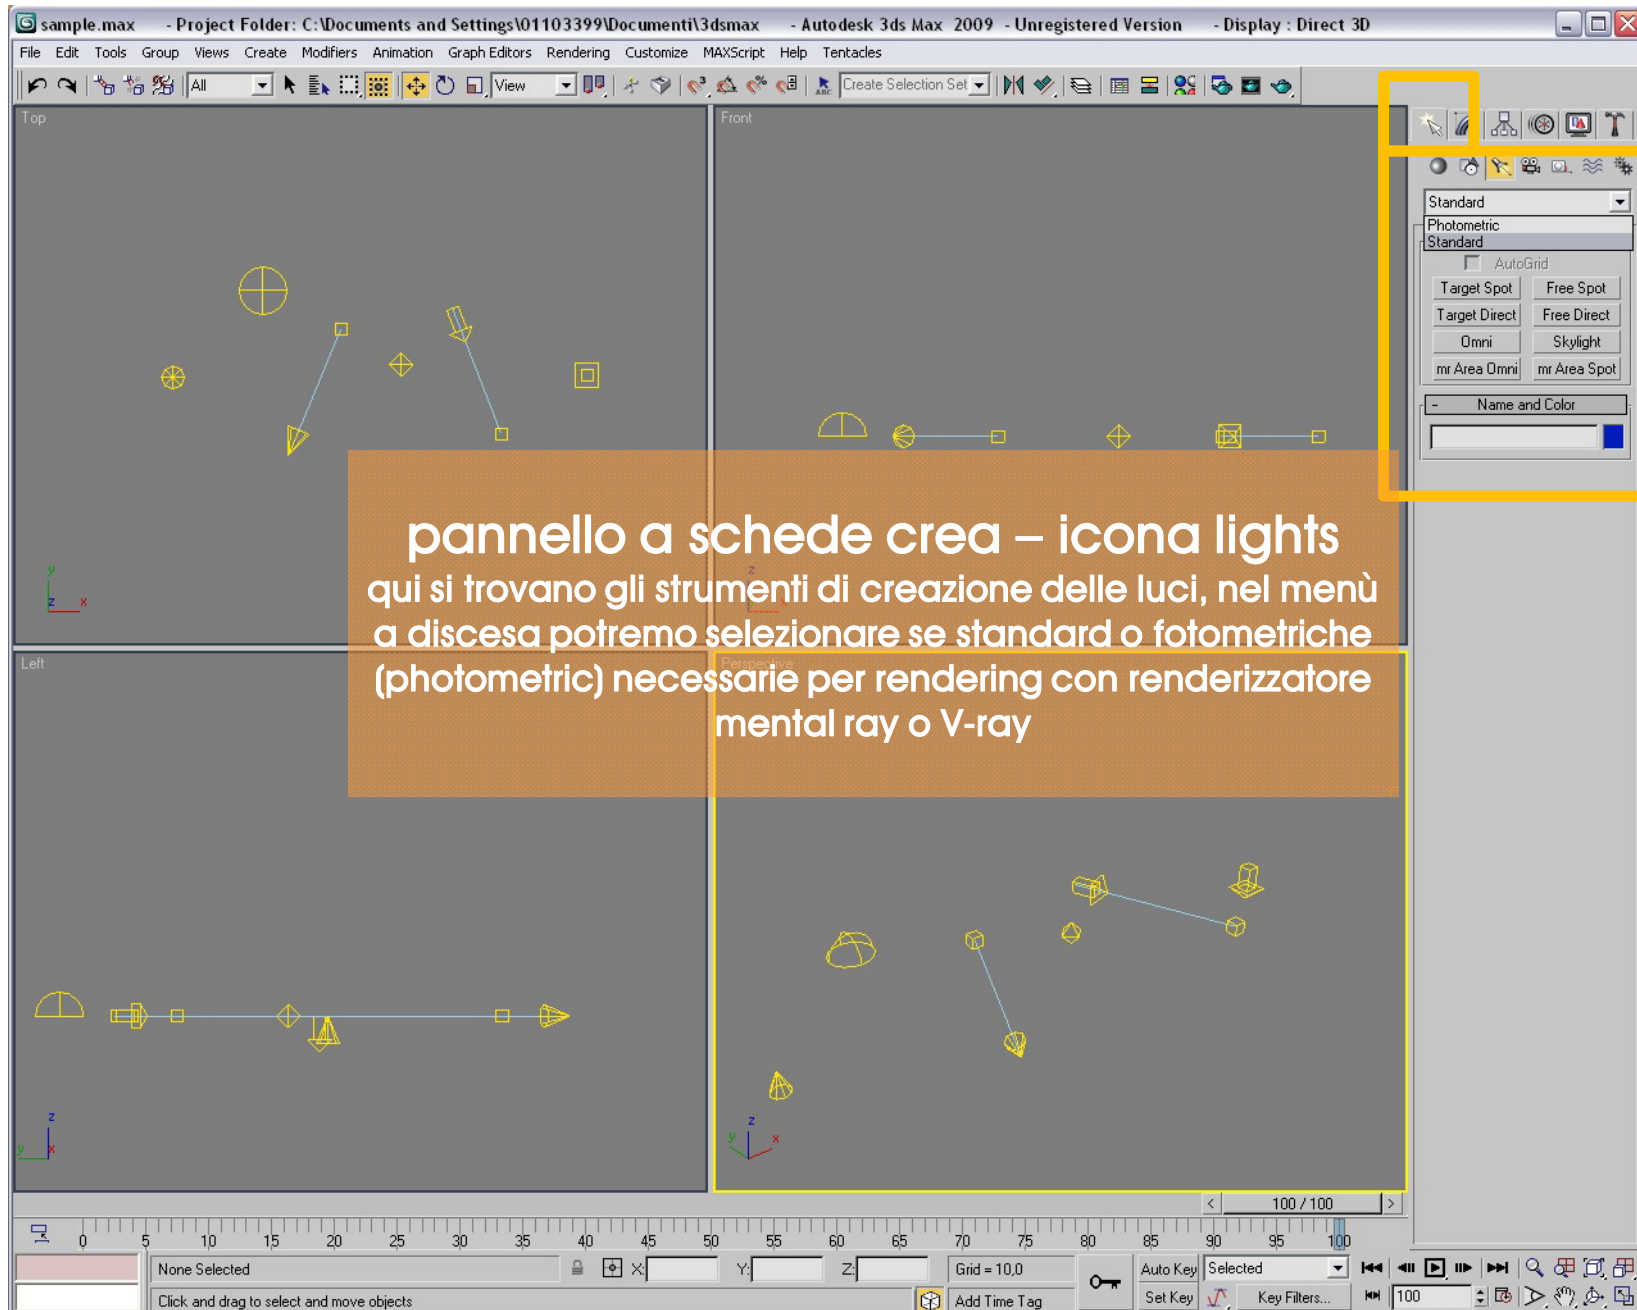 sample.max - Project Folder: C:\Documents and Settings\01103399\Documenti\3dsmax - Autodesk 3ds Max 2009 - Unregistered Version - Display : Direct 3D
File Edit Tools Group Views Create Modifiers Animation Graph Editors Rendering Customize MAXScript Help Tentacles
All View Create Selection Set
Top
Front
Standard
Photometric
Standard
AutoGrid
Target Spot Free Spot
Target Direct Free Direct
Omni Skylight
mr Area Omni mr Area Spot
- Name and Color
pannello a schede crea – icona lights
qui si trovano gli strumenti di creazione delle luci, nel menù
a discesa potremo selezionare se standard o fotometriche
(photometric) necessarie per rendering con renderizzatore
mental ray o V-ray
y
z x
z
Left
Perspective
z
y x
z
y x
< 100 / 100 >
0 5 10 15 20 25 30 35 40 45 50 55 60 65 70 75 80 85 90 95 100
None Selected X: Y: Z: Grid = 10,0 Auto Key Selected
Click and drag to select and move objects Add Time Tag Set Key Key Filters... 100